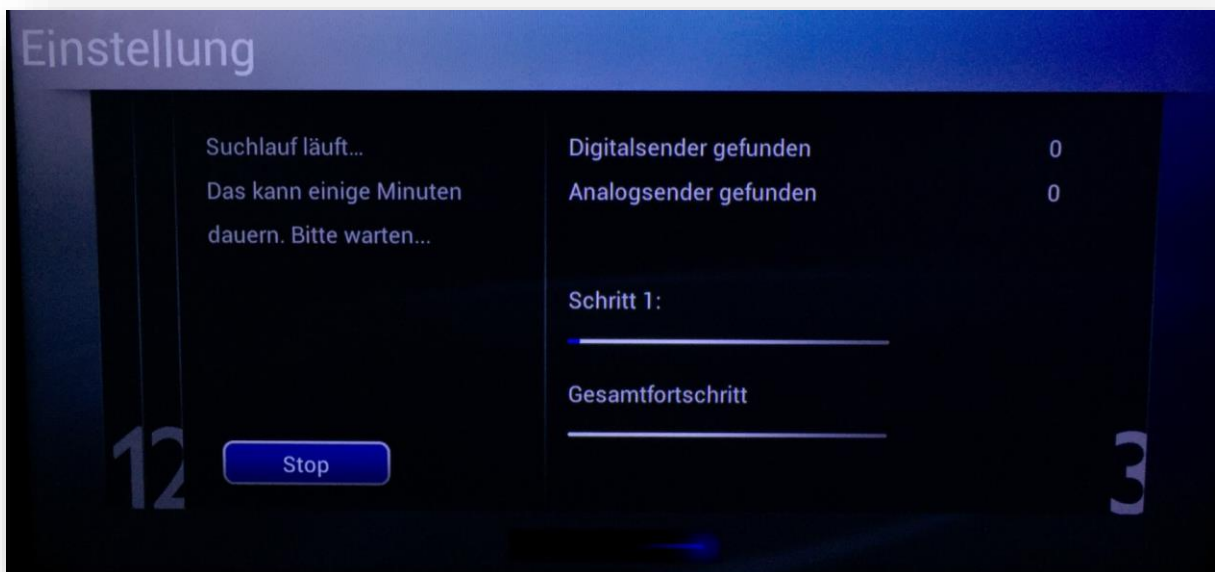 Einstellung
Suchlauf läuft...
Das kann einige Minuten
dauern. Bitte warten...
Stop
Digitalsender gefunden 0
Analogsender gefunden 0
Schritt 1:
Gesamtfortschritt
12
3